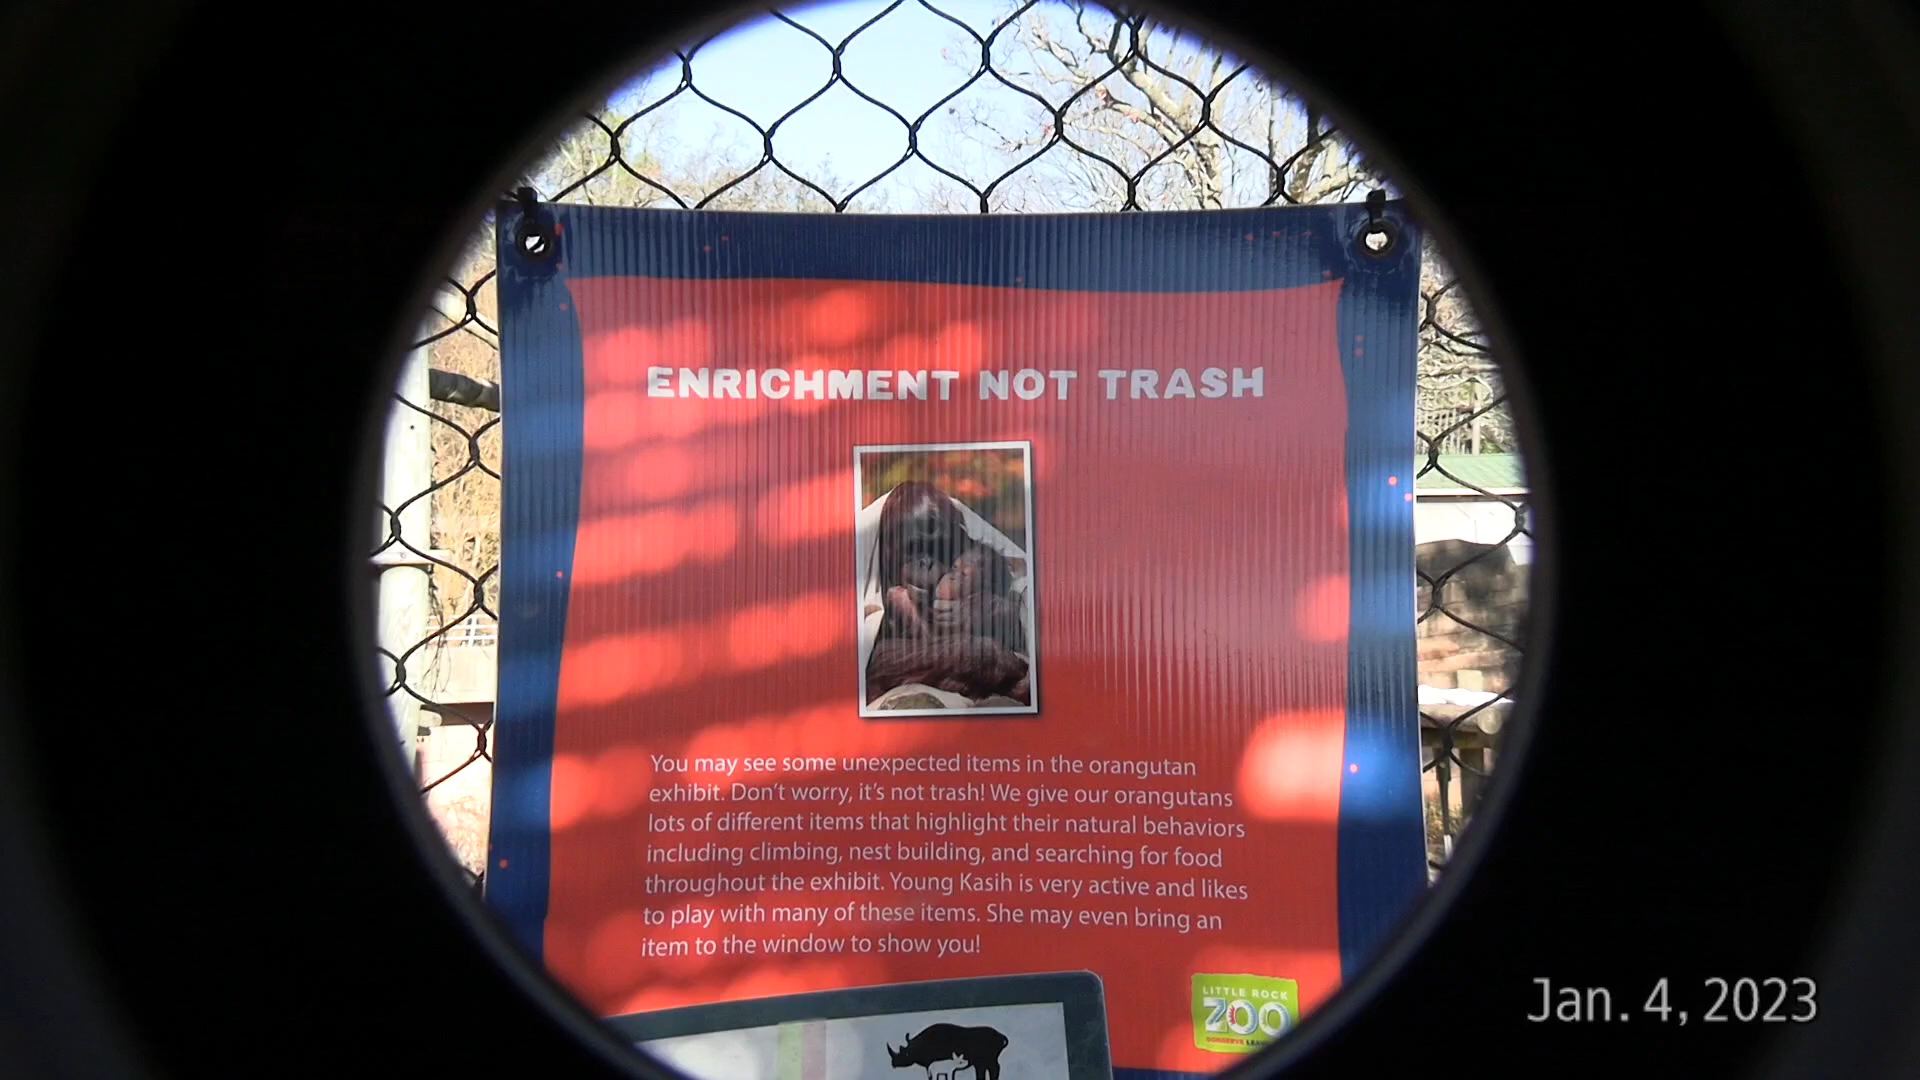 ENRICHMENT NOT TRASH
You may see some unexpected items in the orangutan
exhibit. Don't worry, it's not trash! We give our orangutans
lots of different items that highlight their natural behaviors
including climbing, nest building, and searching for food
throughout the exhibit. Young Kasih is very active and likes
to play with many of these items. She may even bring an
item to the window to show you!
LITTLE ROCK
ZOO
CONSERVE
Jan. 4, 2023